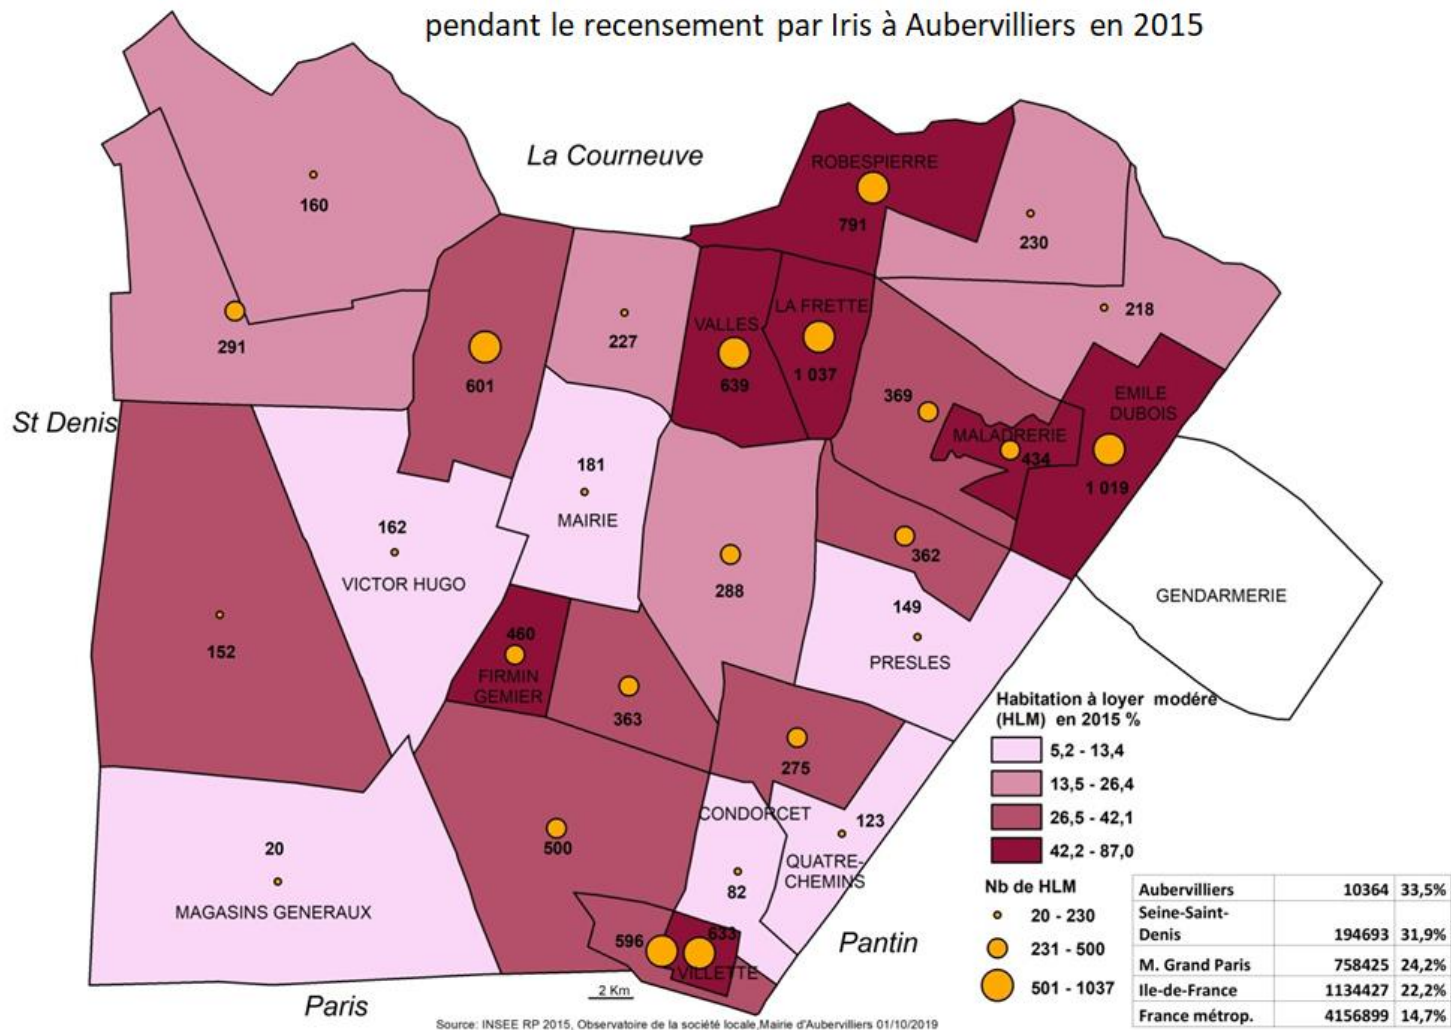 pendant le recensement par Iris à Aubervilliers en 2015
La Courneuve
ROBESPIERRE
160
791
230
291
601
227
VALLES
639
LA FRETTE
1 037
218
369
EMILE
DUBOIS
MALADRERIE
434
1 019
St Denis
181
MAIRIE
162
VICTOR HUGO
288
362
149
PRESLES
GENDARMERIE
152
460
FIRMIN
GEMIER
363
275
CONDORCET
123
QUATRE-
CHEMINS
82
500
20
MAGASINS GENERAUX
596
633
VILLETTE
Pantin
Paris
2 Km
Habitation à loyer modéré
(HLM) en 2015 %
5,2 - 13,4
13,5 - 26,4
26,5 - 42,1
42,2 - 87,0
Nb de HLM
20 - 230
231 - 500
501 - 1037
Aubervilliers 10364 33,5%
Seine-Saint-
Denis 194693 31,9%
M. Grand Paris 758425 24,2%
Ile-de-France 1134427 22,2%
France métrop. 4156899 14,7%
Source: INSEE RP 2015, Observatoire de la société locale,Mairie d'Aubervilliers 01/10/2019